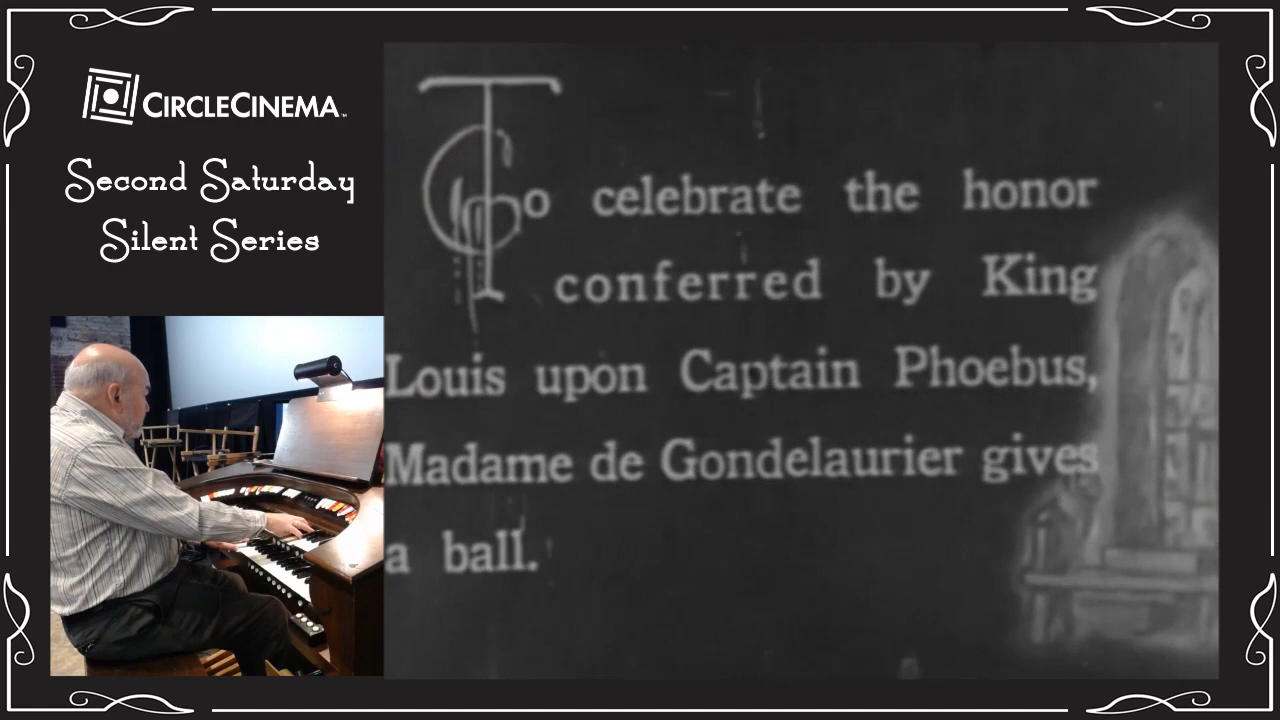 CIRCLECINEMA™
Second Saturday
Silent Series
To celebrate the honor
conferred by King
Louis upon Captain Phoebus,
Madame de Gondelaurier gives
a ball.